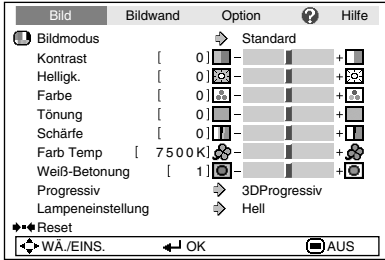 Bild Bildwand Option ? Hilfe
Bildmodus Standard
Kontrast [ 0] - +
Helligk. [ 0] - +
Farbe [ 0] - +
Tönung [ 0] - +
Schärfe [ 0] - +
Farb Temp [ 7500K] - +
Weiß-Betonung [ 1] - +
Progressiv 3DProgressiv
Lampeneinstellung Hell
Reset
WÄ./EINS. OK AUS